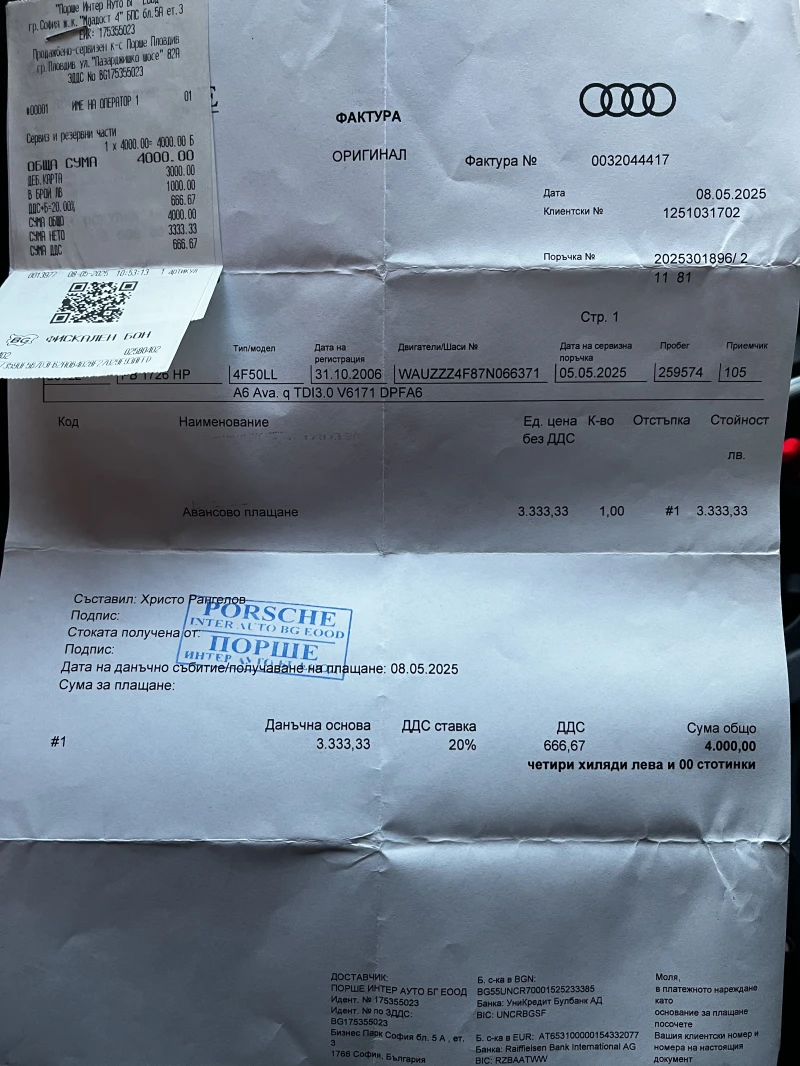 "Порше Интер Ауто БГ" ЕООД
гр.София ж.к. "Младост 4" БПС бл.5А ет.3
ЕИК: 175355023
Продажбено-сервизен к-с Порше Пловдив
гр.Пловдив ул."Пазарджишко шосе" 82А
ЗДДС No BG175355023
#00001 ИМЕ НА ОПЕРАТОР 1 01
Сервиз и резервни части
1 x 4000.00= 4000.00 Б
ОБЩА СУМА 4000.00
ДЕБ.КАРТА 3000.00
В БРОЙ ЛВ 1000.00
ДДС*Б=20.00% 666.67
СУМА ОБЩО 4000.00
СУМА НЕТО 3333.33
СУМА ДДС 666.67
0013977 08-05-2025 10:53:13 1 артикул
BG ФИСКАЛЕН БОН
02580402
ФАКТУРА
ОРИГИНАЛ
Фактура № 0032044417
Дата 08.05.2025
Клиентски № 1251031702
Поръчка № 2025301896/ 2
11 81
Стр. 1
Тип/модел Дата на регистрация Двигатели/Шаси № Дата на сервизна поръчка Пробег Приемчик
PB 1726 HP 4F50LL 31.10.2006 WAUZZZ4F87N066371 05.05.2025 259574 105
A6 Ava. q TDI3.0 V6171 DPFA6
Код Наименование Ед. цена К-во Отстъпка Стойност
без ДДС
лв.
Авансово плащане 3.333,33 1,00 #1 3.333,33
Съставил: Христо Рангелов
Подпис:
Стоката получена от:
Подпис:
Дата на данъчно събитие/получаване на плащане: 08.05.2025
Сума за плащане:
PORSCHE
INTER AUTO BG EOOD
ПОРШЕ
ИНТЕР АУТО
Данъчна основа ДДС ставка ДДС Сума общо
#1 3.333,33 20% 666,67 4.000,00
четири хиляди лева и 00 стотинки
ДОСТАВЧИК:
ПОРШЕ ИНТЕР АУТО БГ ЕООД
Идент. № 175355023
Идент. № по ЗДДС:
BG175355023
Бизнес Парк София бл. 5 А , ет.
3
1766 София, България
Б. с-ка в BGN:
BG55UNCR70001525233385
Банка: УниКредит Булбанк АД
BIC: UNCRBGSF
Б. с-ка в EUR: AT653100000154332077
Банка: Raiffielsen Bank International AG
BIC: RZBAATWW
Моля,
в платежното нареждане
като
основание за плащане
посочете
Вашия клиентски номер и
номера на настоящия
документ